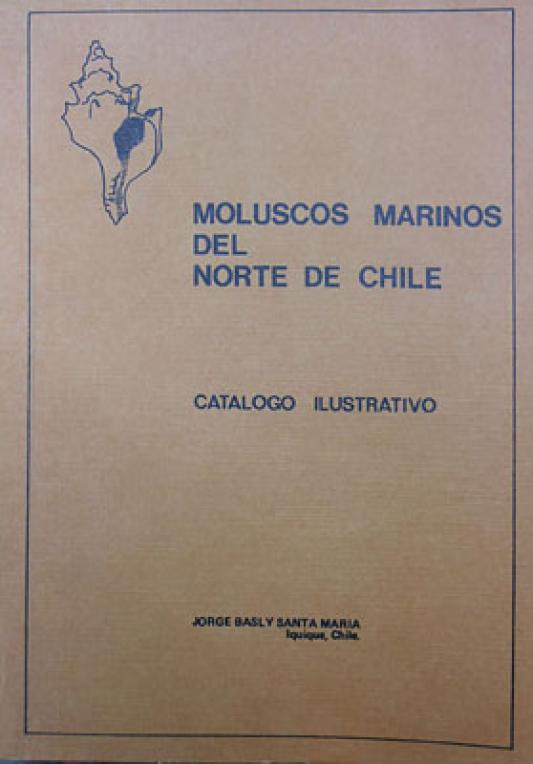 MOLUSCOS MARINOS
DEL
NORTE DE CHILE
CATALOGO ILUSTRATIVO
JORGE BASLY SANTA MARIA
Iquique, Chile.